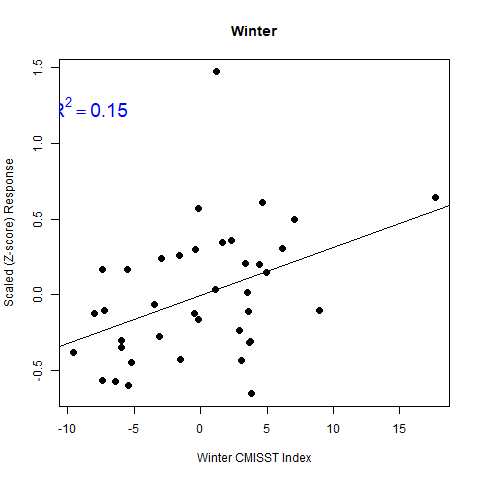 Winter
R² = 0.15
Scaled (Z-score) Response
1.5
1.0
0.5
0.0
-0.5
-10 -5 0 5 10 15
Winter CMISST Index